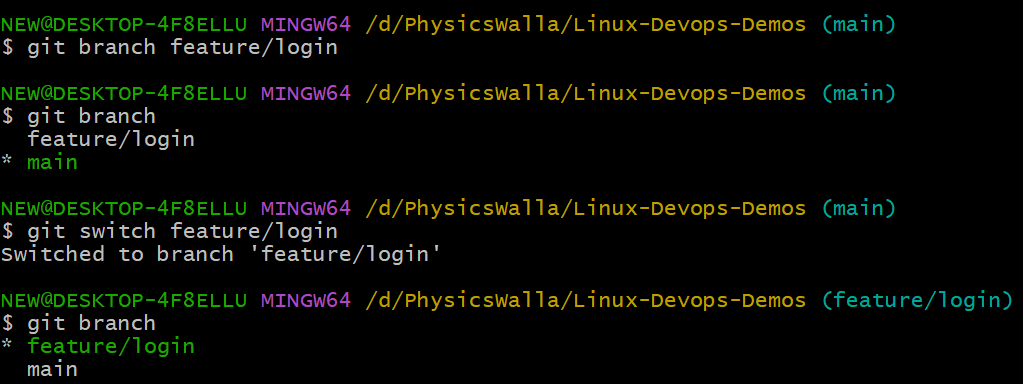 NEW@DESKTOP-4F8ELLU MINGW64 /d/PhysicsWalla/Linux-Devops-Demos (main)
$ git branch feature/login
NEW@DESKTOP-4F8ELLU MINGW64 /d/PhysicsWalla/Linux-Devops-Demos (main)
$ git branch
  feature/login
* main
NEW@DESKTOP-4F8ELLU MINGW64 /d/PhysicsWalla/Linux-Devops-Demos (main)
$ git switch feature/login
Switched to branch 'feature/login'
NEW@DESKTOP-4F8ELLU MINGW64 /d/PhysicsWalla/Linux-Devops-Demos (feature/login)
$ git branch
* feature/login
  main